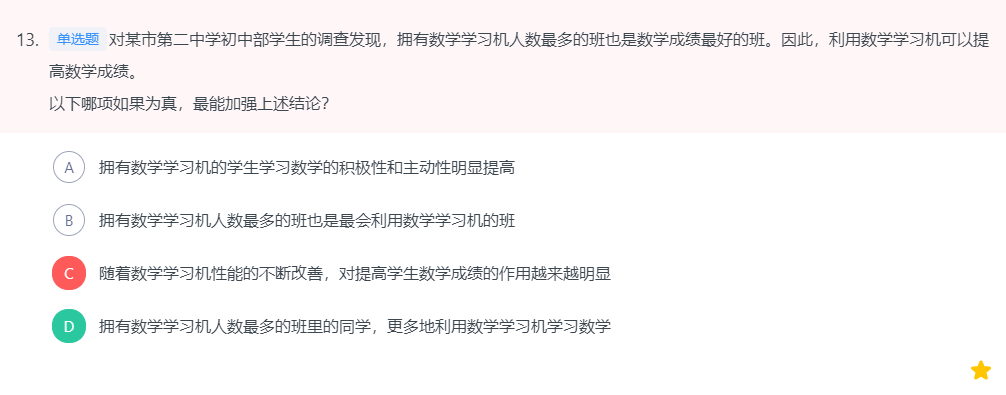 13. 单选题 对某市第二中学初中部学生的调查发现，拥有数学学习机人数最多的班也是数学成绩最好的班。因此，利用数学学习机可以提
高数学成绩。
以下哪项如果为真，最能加强上述结论？
A 拥有数学学习机的学生学习数学的积极性和主动性明显提高
B 拥有数学学习机人数最多的班也是最会利用数学学习机的班
C 随着数学学习机性能的不断改善，对提高学生数学成绩的作用越来越明显
D 拥有数学学习机人数最多的班里的同学，更多地利用数学学习机学习数学